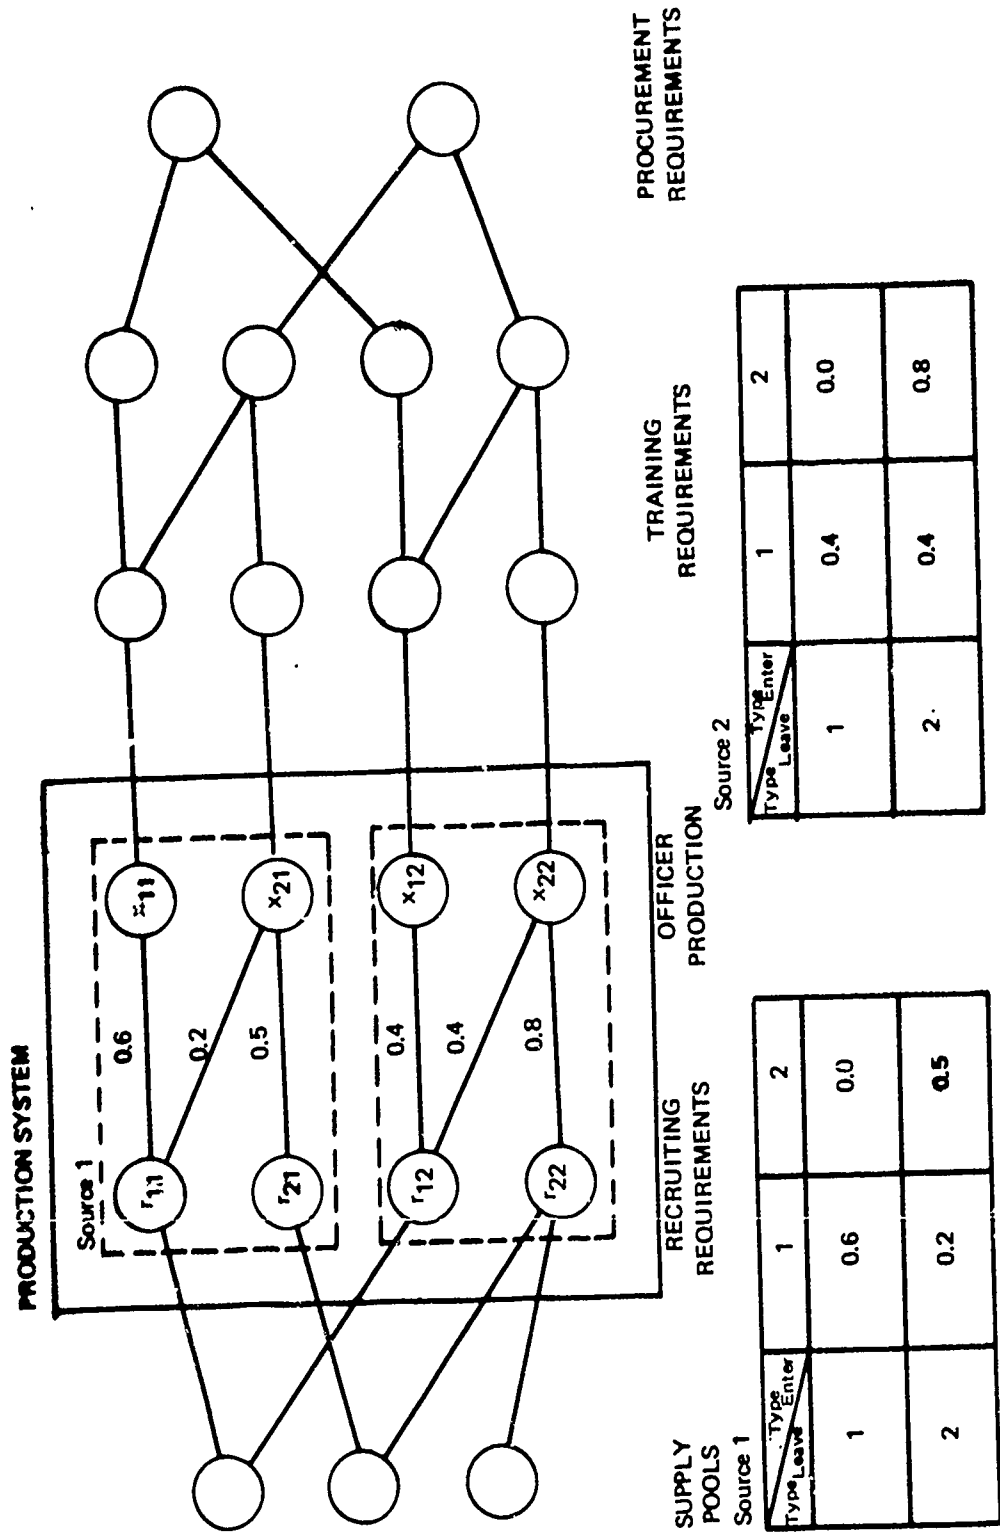 PRODUCTION SYSTEM
Source 1
r11
0.6
x11
0.2
r21
0.5
x21
r12
0.4
x12
0.4
r22
0.8
x22
SUPPLY
POOLS
RECRUITING
REQUIREMENTS
OFFICER
PRODUCTION
TRAINING
REQUIREMENTS
PROCUREMENT
REQUIREMENTS
Source 1
Type Enter
Type Leave
1
2
1
0.6
0.0
2
0.2
0.5
Source 2
Type Enter
Type Leave
1
2
1
0.4
0.0
2.
0.4
0.8